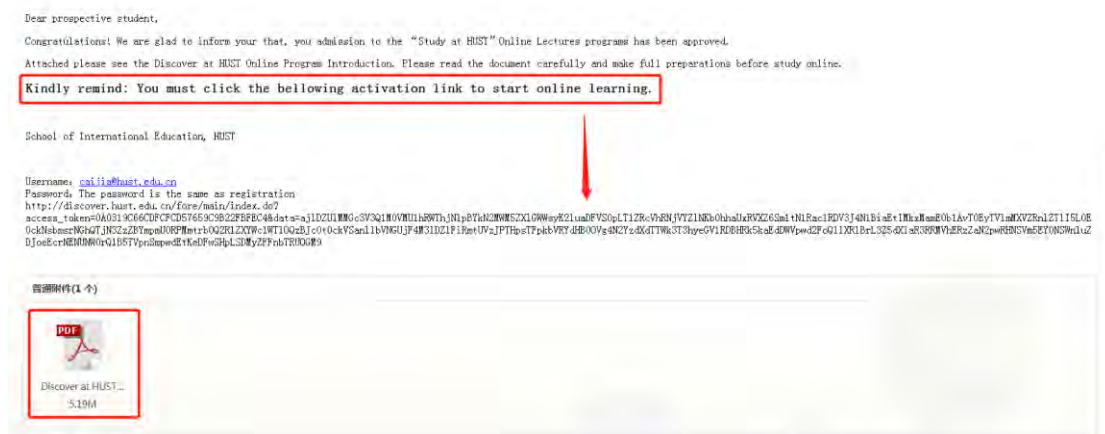 Dear prospective student,
Congratulations! We are glad to inform your that, you admission to the “Study at HUST”Online Lectures programs has been approved.
Attached please see the Discover at HUST Online Program Introduction. Please read the document carefully and make full preparations before study online.
Kindly remind: You must click the bellowing activation link to start online learning.
School of International Education, HUST
Username: caijia@hust.edu.cn
Password: The password is the same as registration
http://discover.hust.edu.cn/fore/main/index.do?
普通附件(1 个)
PDF
Discover at HUST...
5.19M